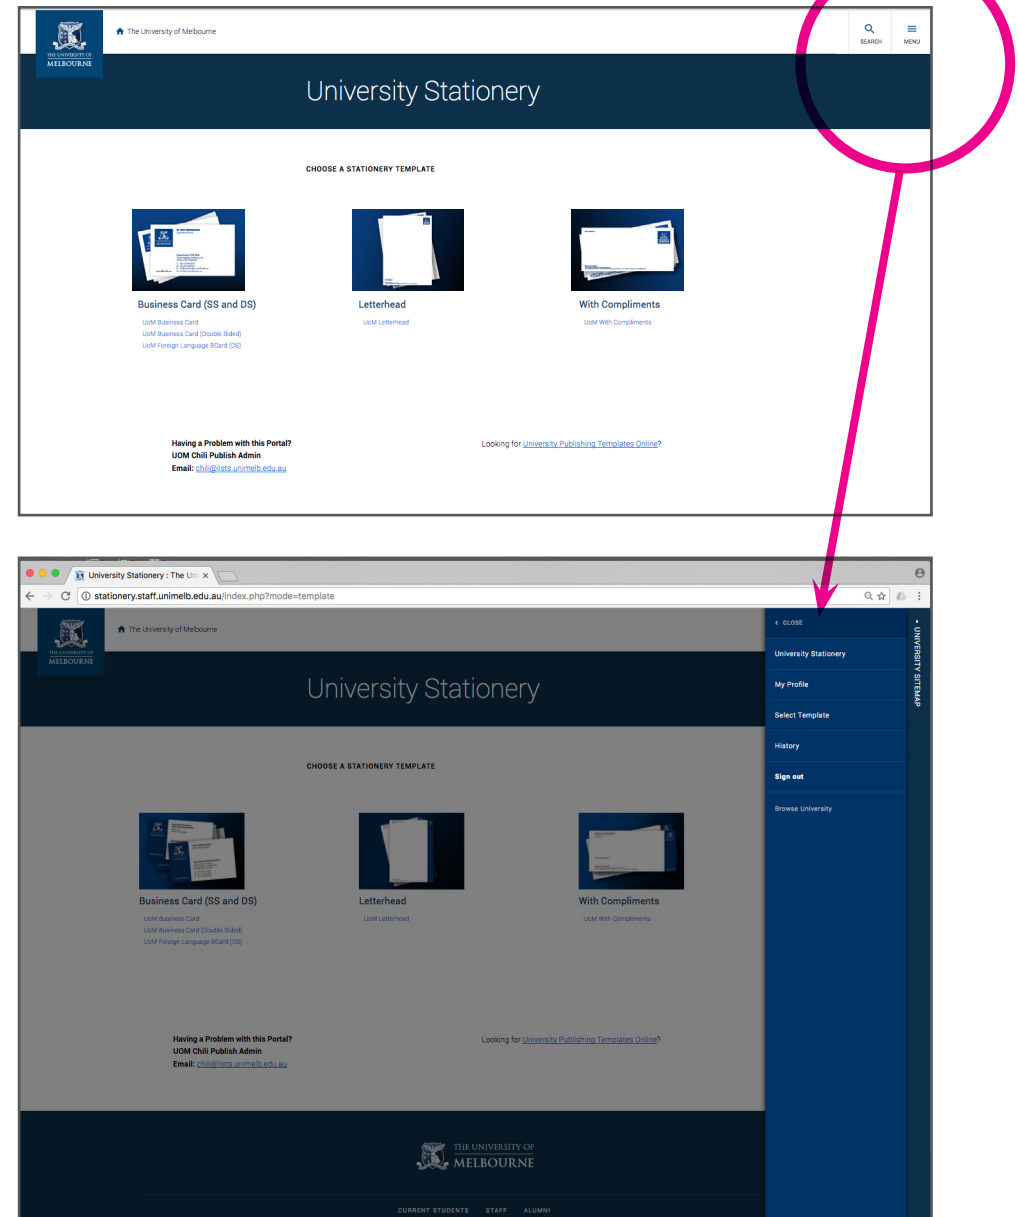 THE UNIVERSITY OF
MELBOURNE
The University of Melbourne
SEARCH
MENU
University Stationery
CHOOSE A STATIONERY TEMPLATE
Business Card (SS and DS)
UoM Business Card
UoM Business Card (Double Sided)
UoM Foreign Language BCard (DS)
Letterhead
UoM Letterhead
With Compliments
UoM With Compliments
Having a Problem with this Portal?
UOM Chili Publish Admin
Email: chili@lists.unimelb.edu.au
Looking for University Publishing Templates Online?
University Stationery : The Uni
stationery.staff.unimelb.edu.au/index.php?mode=template
THE UNIVERSITY OF
MELBOURNE
The University of Melbourne
University Stationery
CHOOSE A STATIONERY TEMPLATE
Business Card (SS and DS)
UoM Business Card
UoM Business Card (Double Sided)
UoM Foreign Language BCard (DS)
Letterhead
UoM Letterhead
With Compliments
UoM With Compliments
Having a Problem with this Portal?
UOM Chili Publish Admin
Email: chili@lists.unimelb.edu.au
Looking for University Publishing Templates Online?
‹ CLOSE
University Stationery
My Profile
Select Template
History
Sign out
Browse University
• UNIVERSITY SITEMAP
THE UNIVERSITY OF
MELBOURNE
CURRENT STUDENTS STAFF ALUMNI